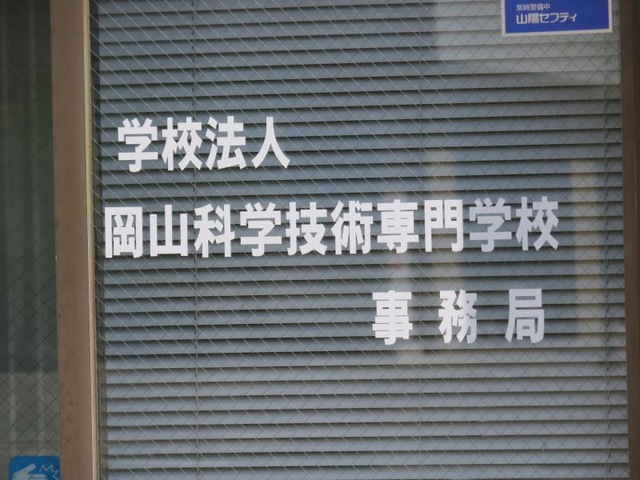 常時警備中
山陽セフティ
学校法人
岡山科学技術専門学校
事務局